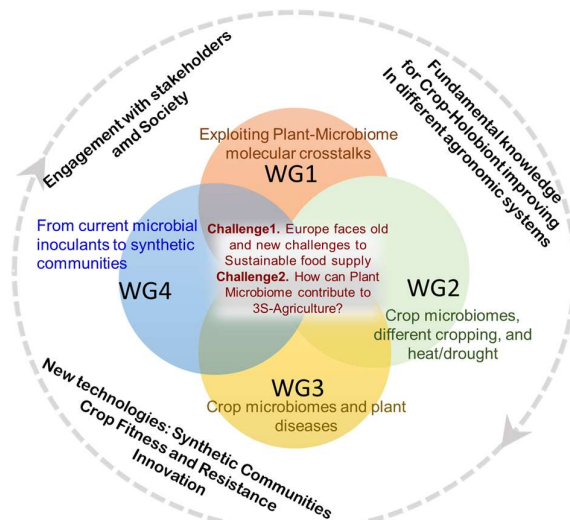 Engagement with stakeholders
amd Society
Fundamental knowledge
for Crop-Holobiont improving
In different agronomic systems
Exploiting Plant-Microbiome
molecular crosstalks
WG1
From current microbial
inoculants to synthetic
communities
WG4
Challenge1. Europe faces old
and new challenges to
Sustainable food supply
Challenge2. How can Plant
Microbiome contribute to
3S-Agriculture?
WG2
Crop microbiomes,
different cropping, and
heat/drought
WG3
Crop microbiomes and plant
diseases
New technologies: Synthetic Communities
Crop Fitness and Resistance
Innovation